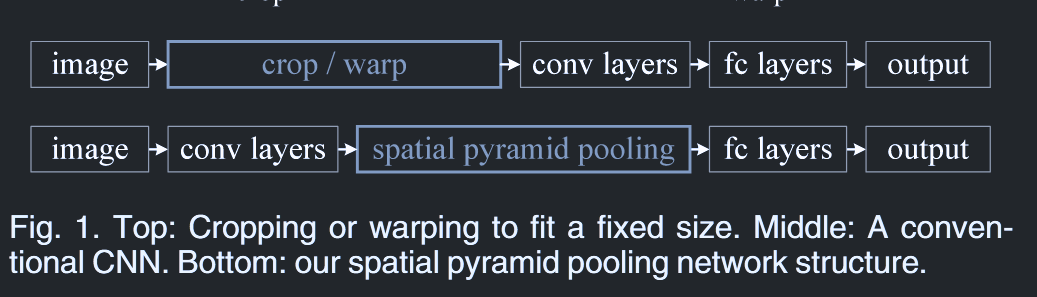 image crop / warp conv layers fc layers output
image conv layers spatial pyramid pooling fc layers output
Fig. 1. Top: Cropping or warping to fit a fixed size. Middle: A conven-
tional CNN. Bottom: our spatial pyramid pooling network structure.